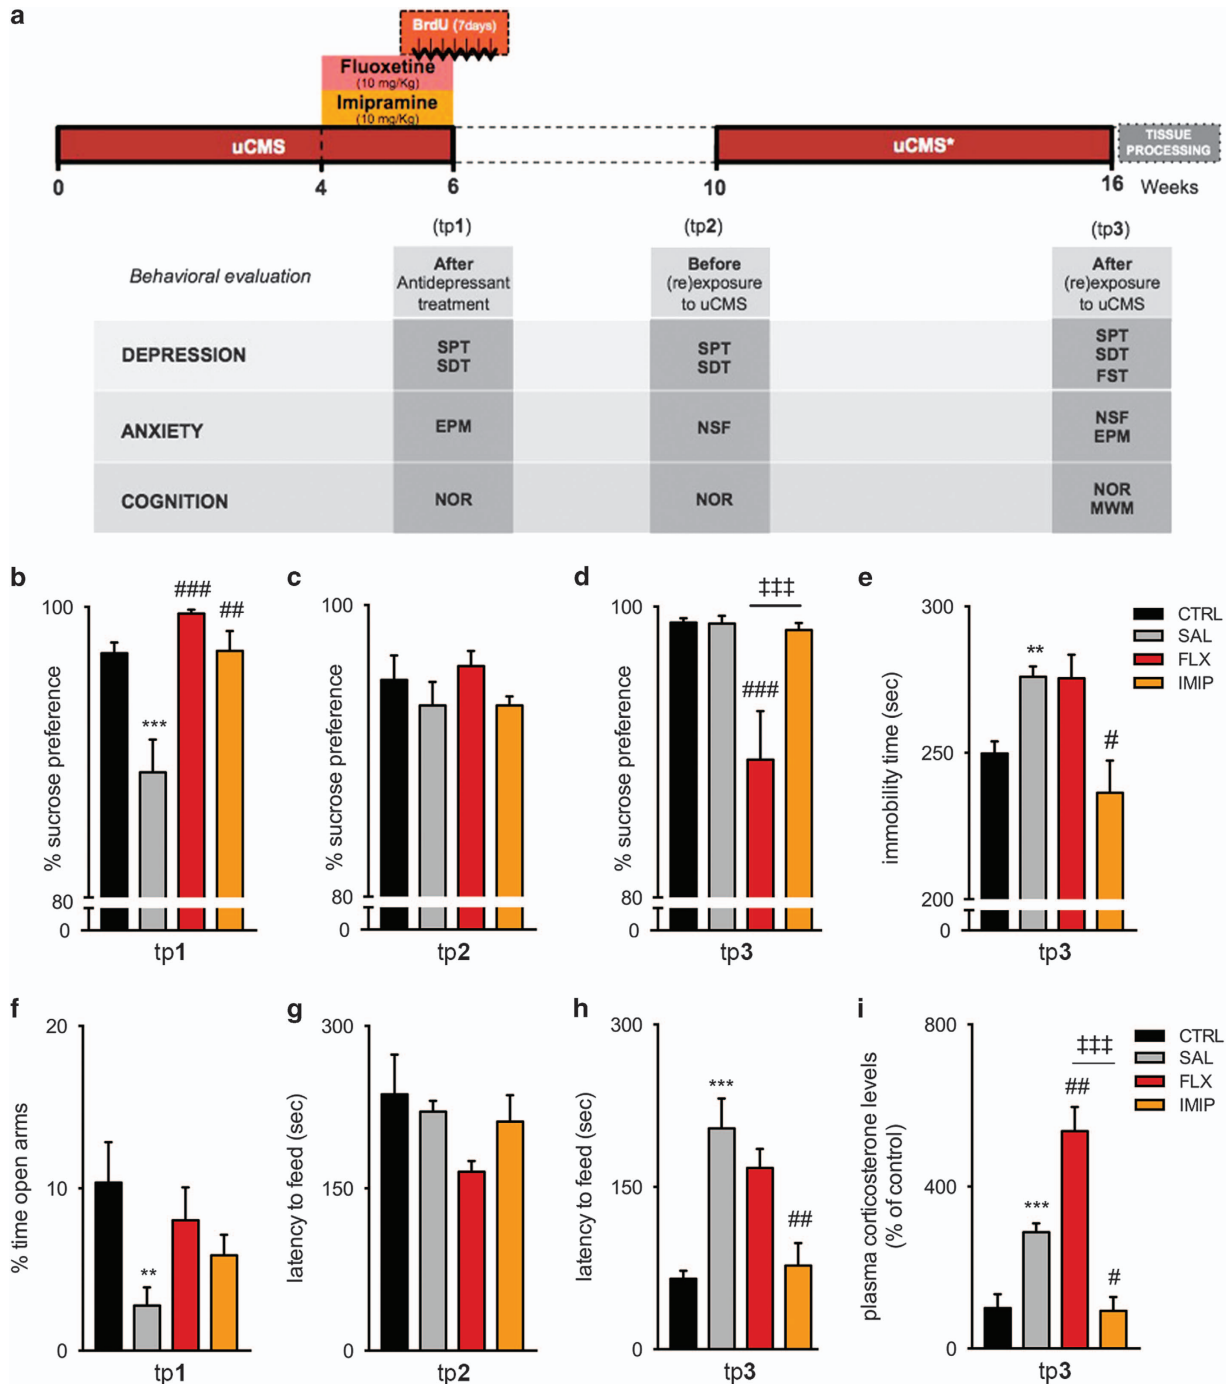 a
BrdU (7days)
Fluoxetine
(10 mg/Kg)
Imipramine
(10 mg/Kg)
uCMS
uCMS*
TISSUE
PROCESSING
0
4
6
10
16
Weeks
(tp1)
(tp2)
(tp3)
Behavioral evaluation
After
Antidepressant
treatment
Before
(re)exposure
to uCMS
After
(re)exposure
to uCMS
DEPRESSION
SPT
SDT
SPT
SDT
SPT
SDT
FST
ANXIETY
EPM
NSF
NSF
EPM
COGNITION
NOR
NOR
NOR
MWM
b
100
80
0
% sucrose preference
***
###
##
tp1
c
100
80
0
% sucrose preference
tp2
d
100
80
0
% sucrose preference
###
‡‡‡
tp3
e
300
250
200
0
immobility time (sec)
**
#
tp3
CTRL
SAL
FLX
IMIP
f
20
10
0
% time open arms
**
tp1
g
300
150
0
latency to feed (sec)
tp2
h
300
150
0
latency to feed (sec)
***
##
tp3
i
800
400
0
plasma corticosterone levels
(% of control)
***
##
‡‡‡
#
tp3
CTRL
SAL
FLX
IMIP